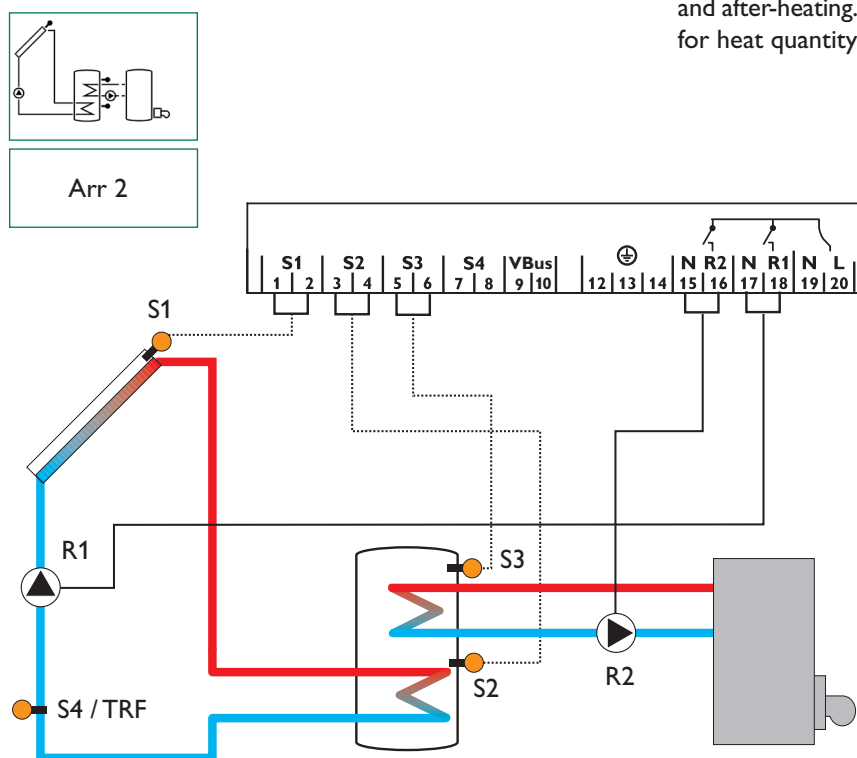 and after-heating.
for heat quantity
Arr 2
S1 S2 S3 S4 VBus N R2 N R1 N L
1 2 3 4 5 6 7 8 9 10 12 13 14 15 16 17 18 19 20
S1
R1
S3
S2
R2
S4 / TRF